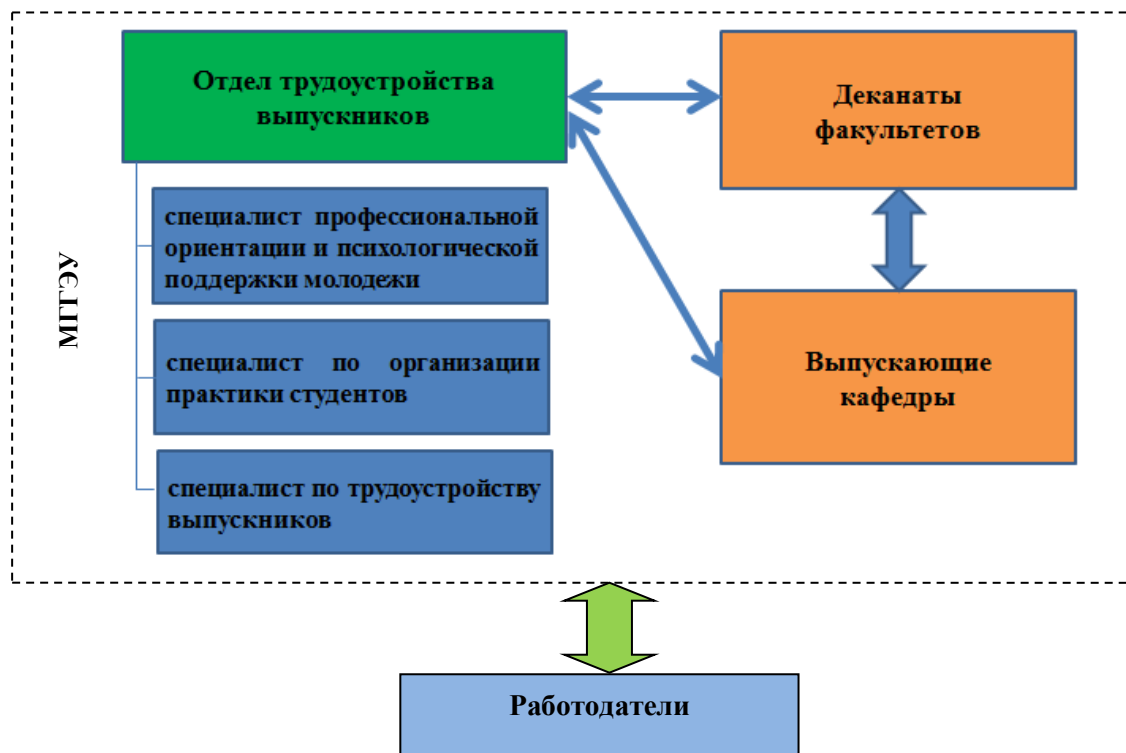 МГГЭУ
Отдел трудоустройства
выпускников
специалист профессиональной
ориентации и психологической
поддержки молодежи
специалист по организации
практики студентов
специалист по трудоустройству
выпускников
Деканаты
факультетов
Выпускающие
кафедры
Работодатели